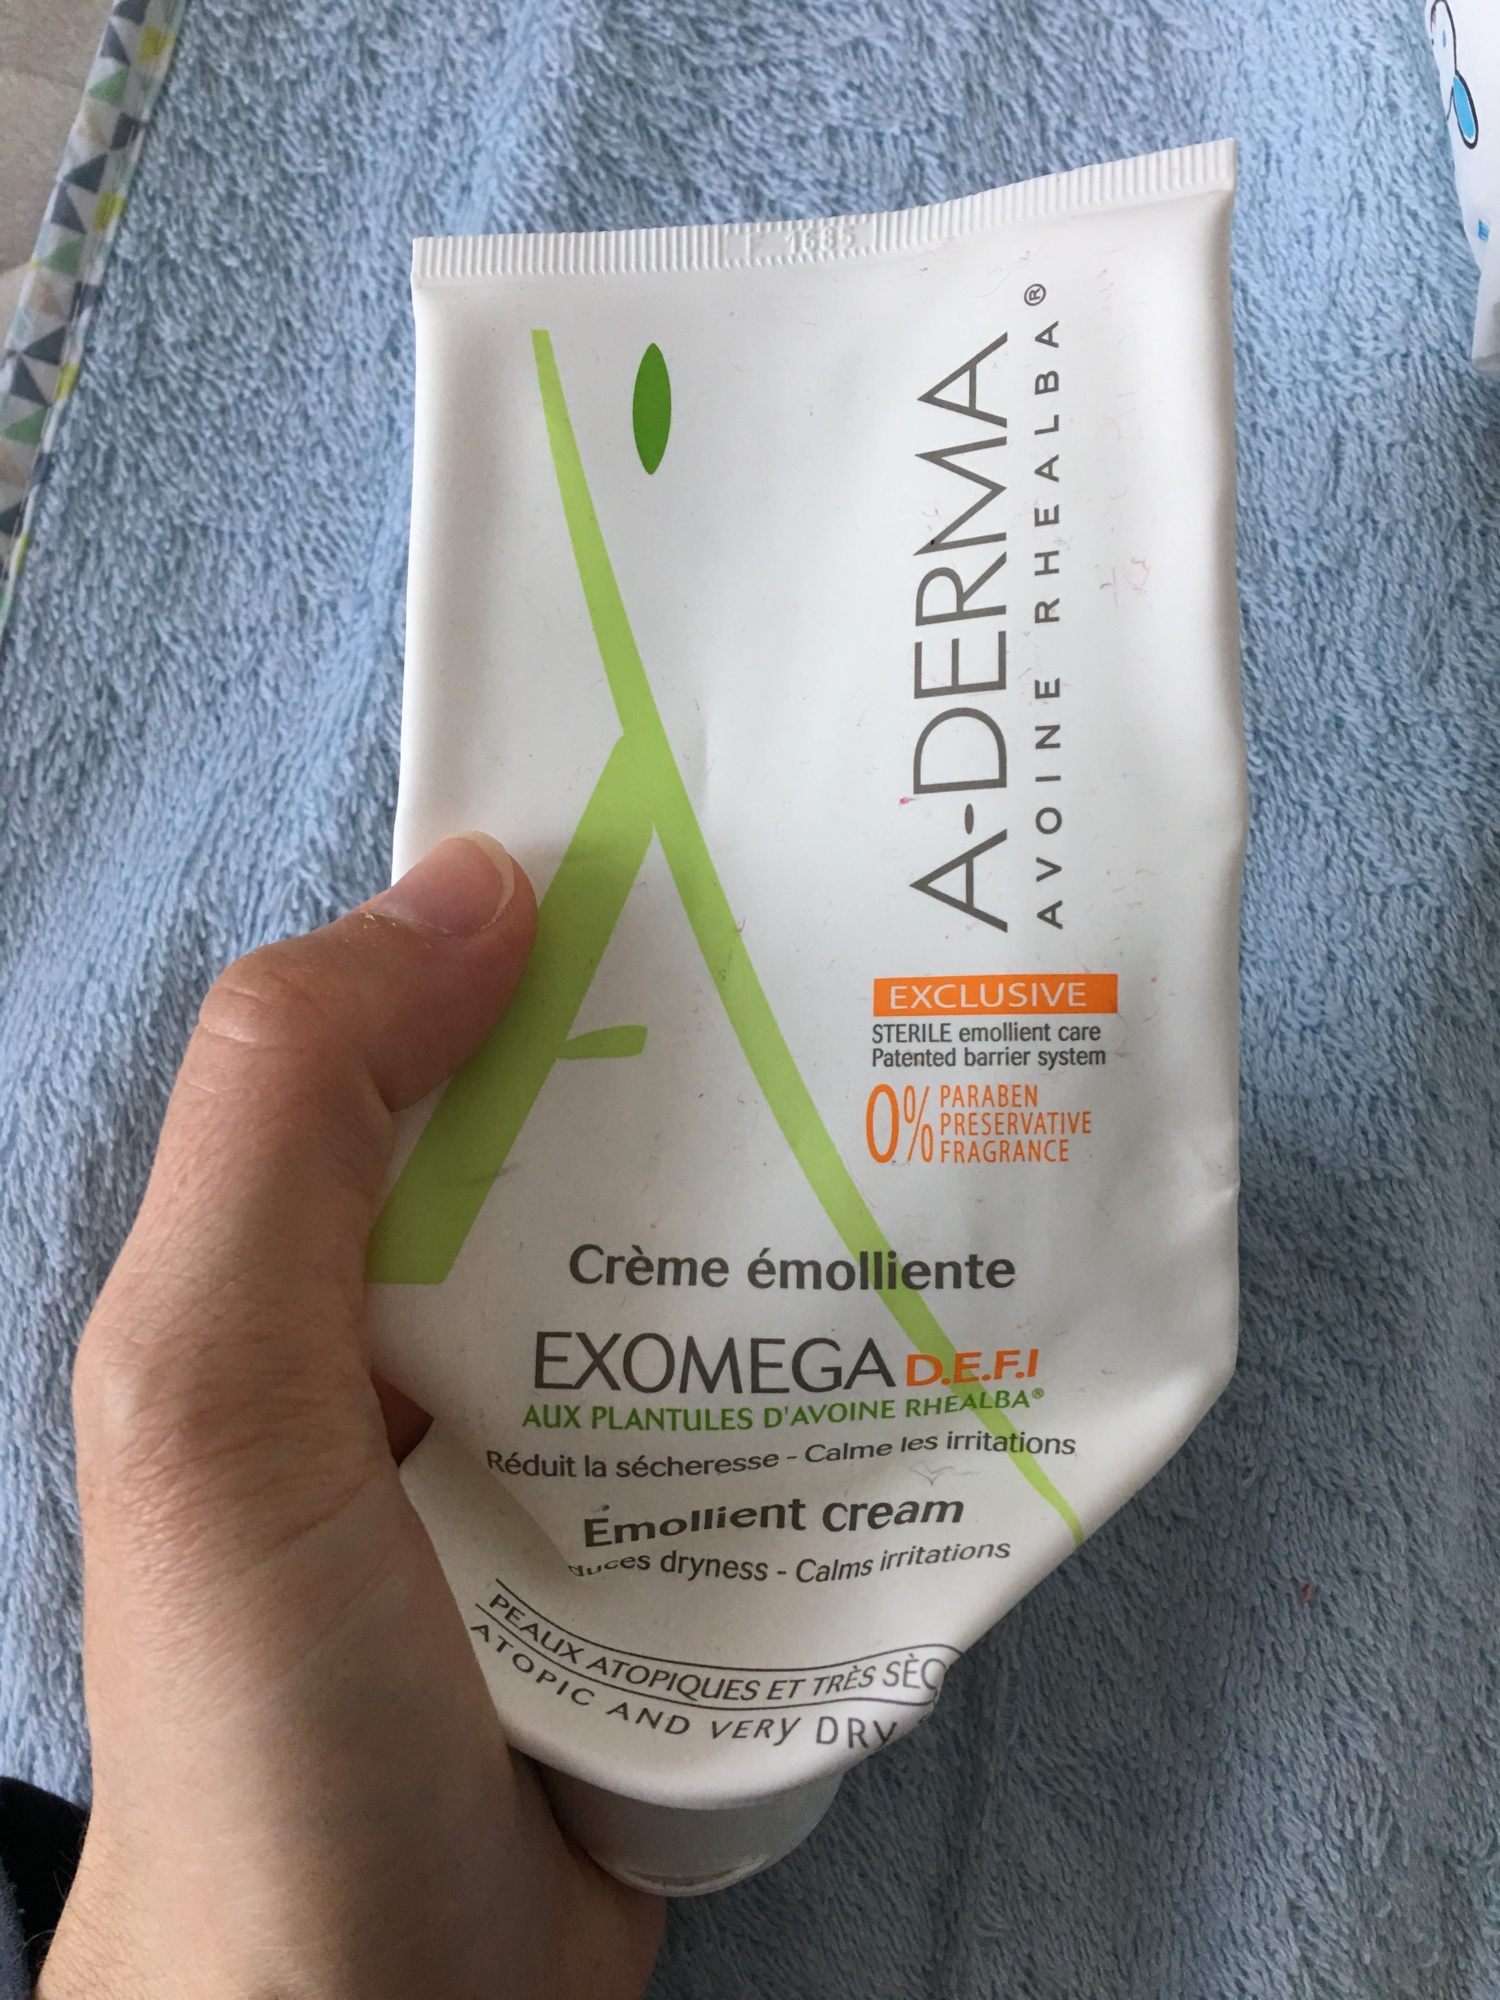 A-DERMA
AVOINE RHEALBA®
EXCLUSIVE
STERILE emollient care
Patented barrier system
0% PARABEN
PRESERVATIVE
FRAGRANCE
Crème émolliente
EXOMEGA D.E.F.I
AUX PLANTULES D'AVOINE RHEALBA®
Réduit la sécheresse - Calme les irritations
Emollient cream
dryness - Calms irritations
PEAUX ATOPIQUES ET TRÈS
ATOPIC AND VERY DRY